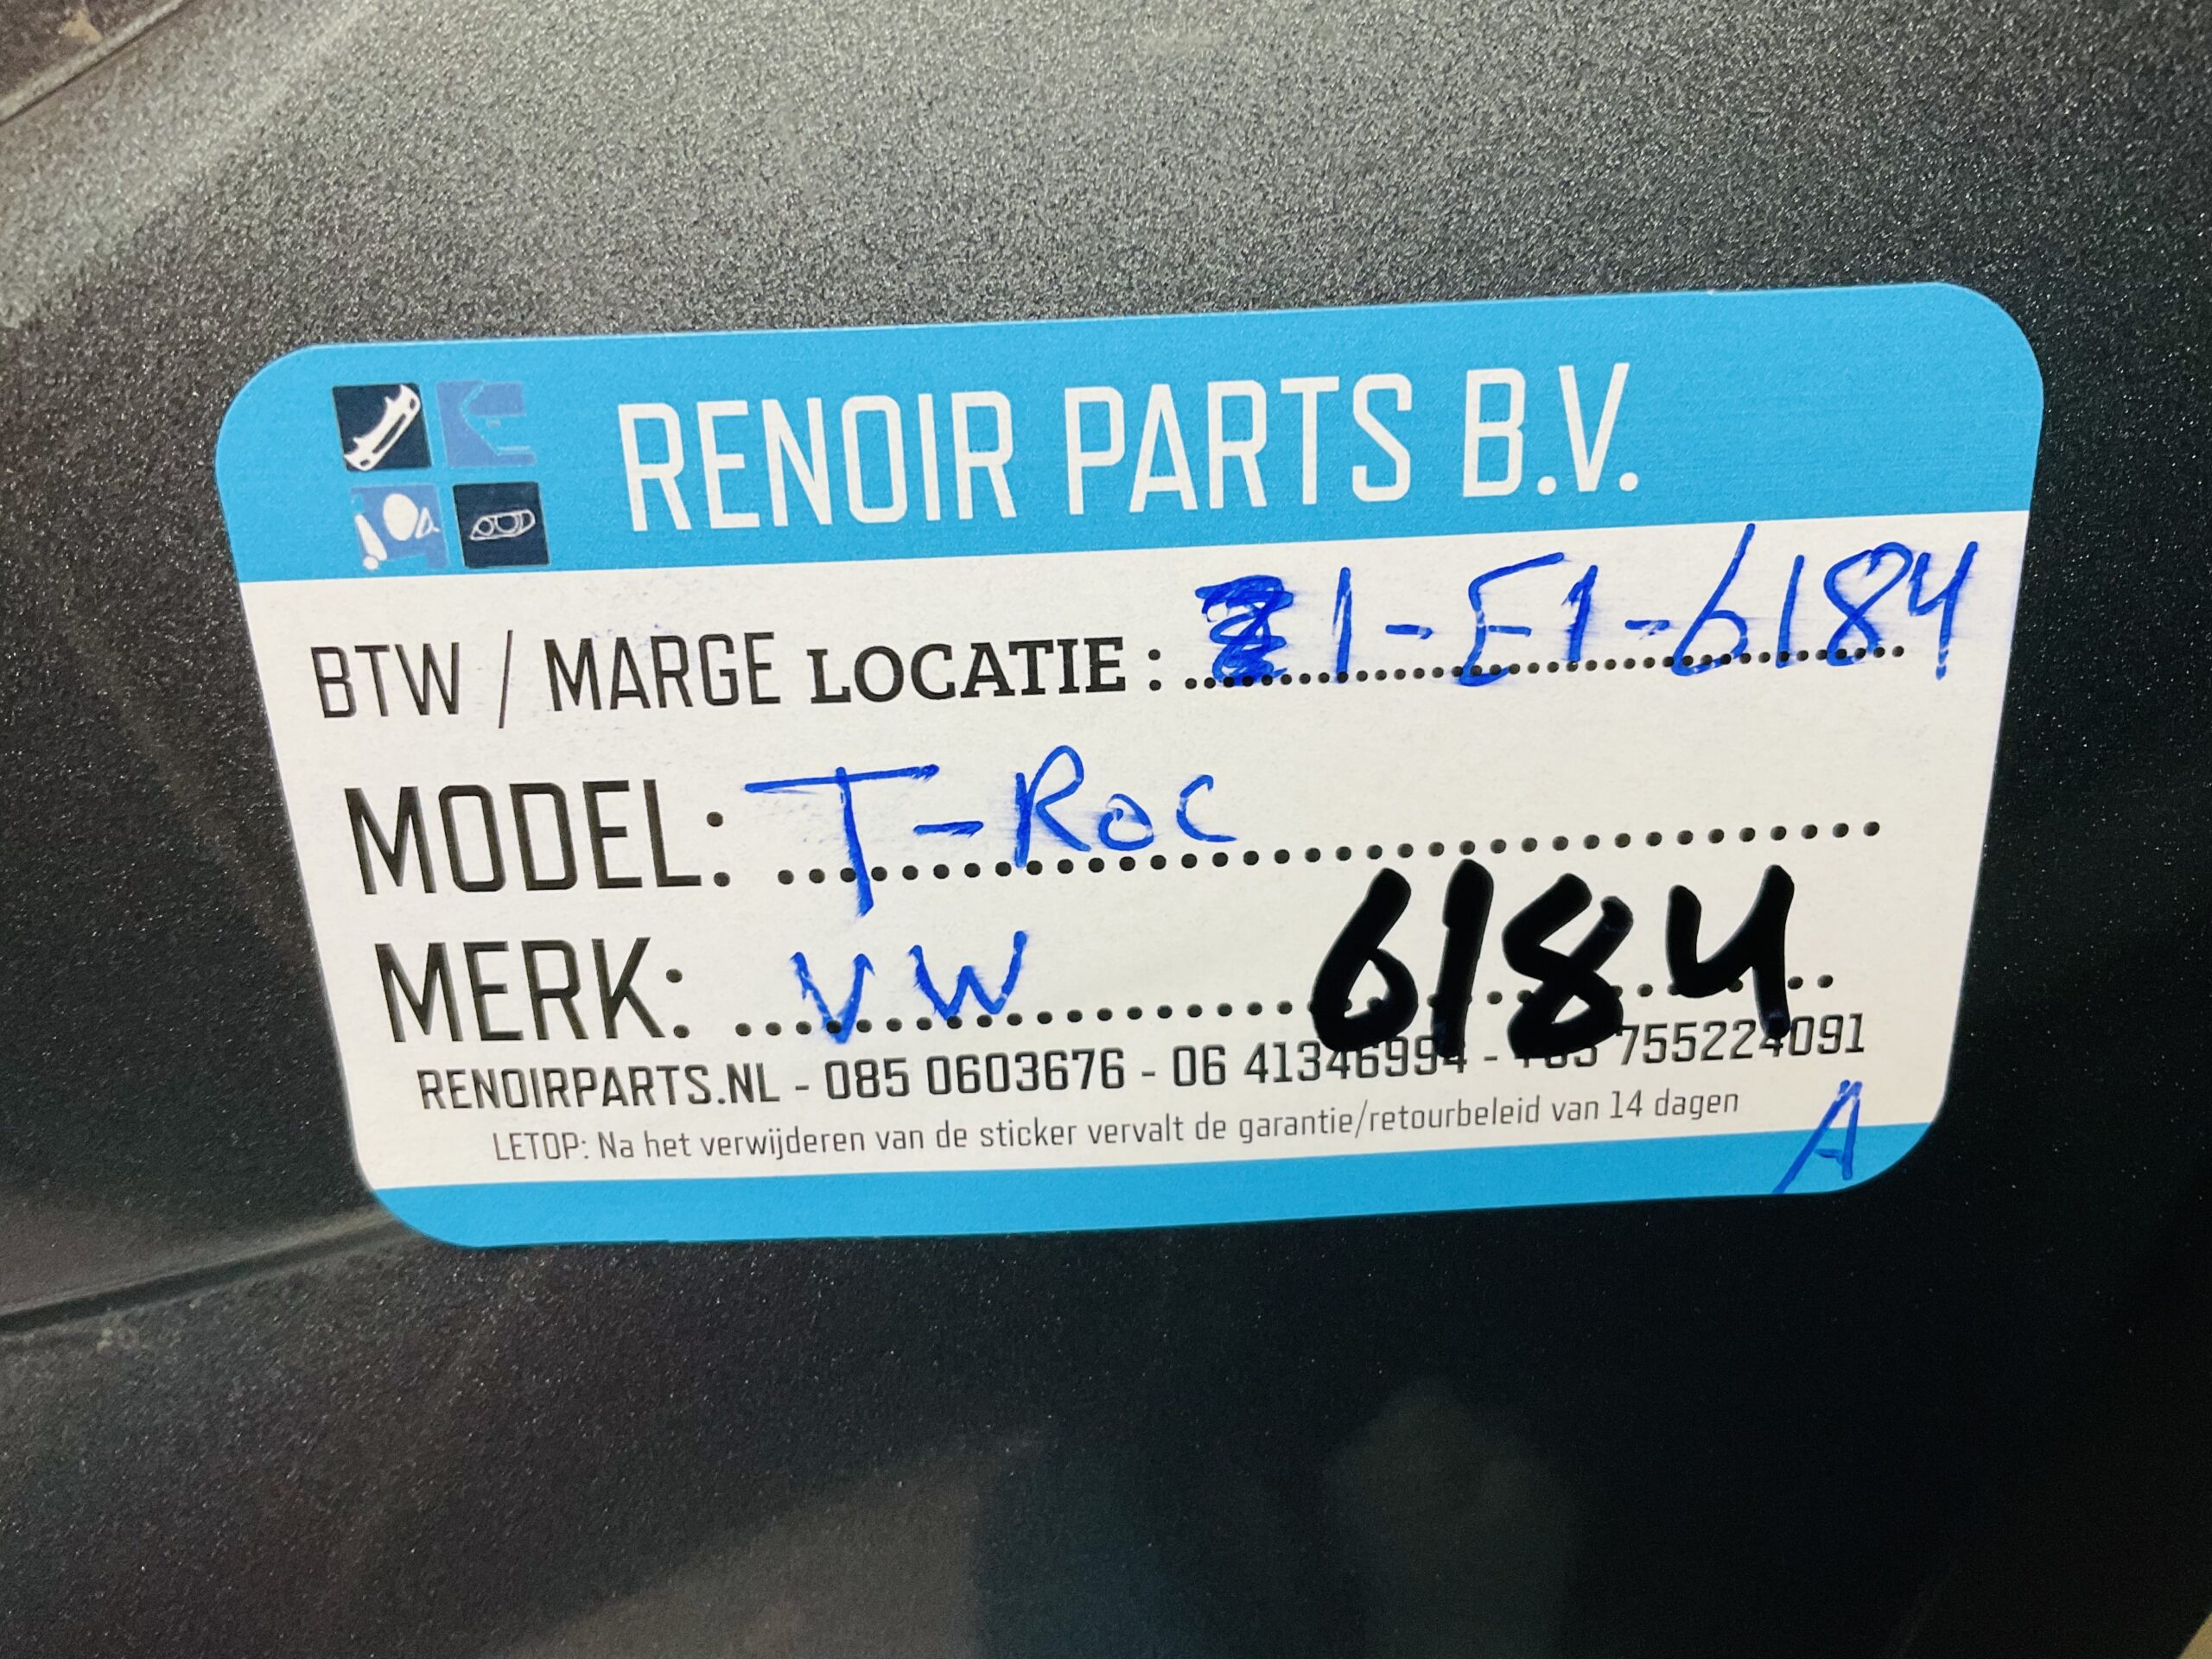 RENOIR PARTS B.V.
BTW / MARGE LOCATIE : 1-E1-6184
MODEL: T-ROC
MERK: VW 6184
RENOIRPARTS.NL - 085 0603676 - 06 41346994 - 755224091
LETOP: Na het verwijderen van de sticker vervalt de garantie/retourbeleid van 14 dagen
A